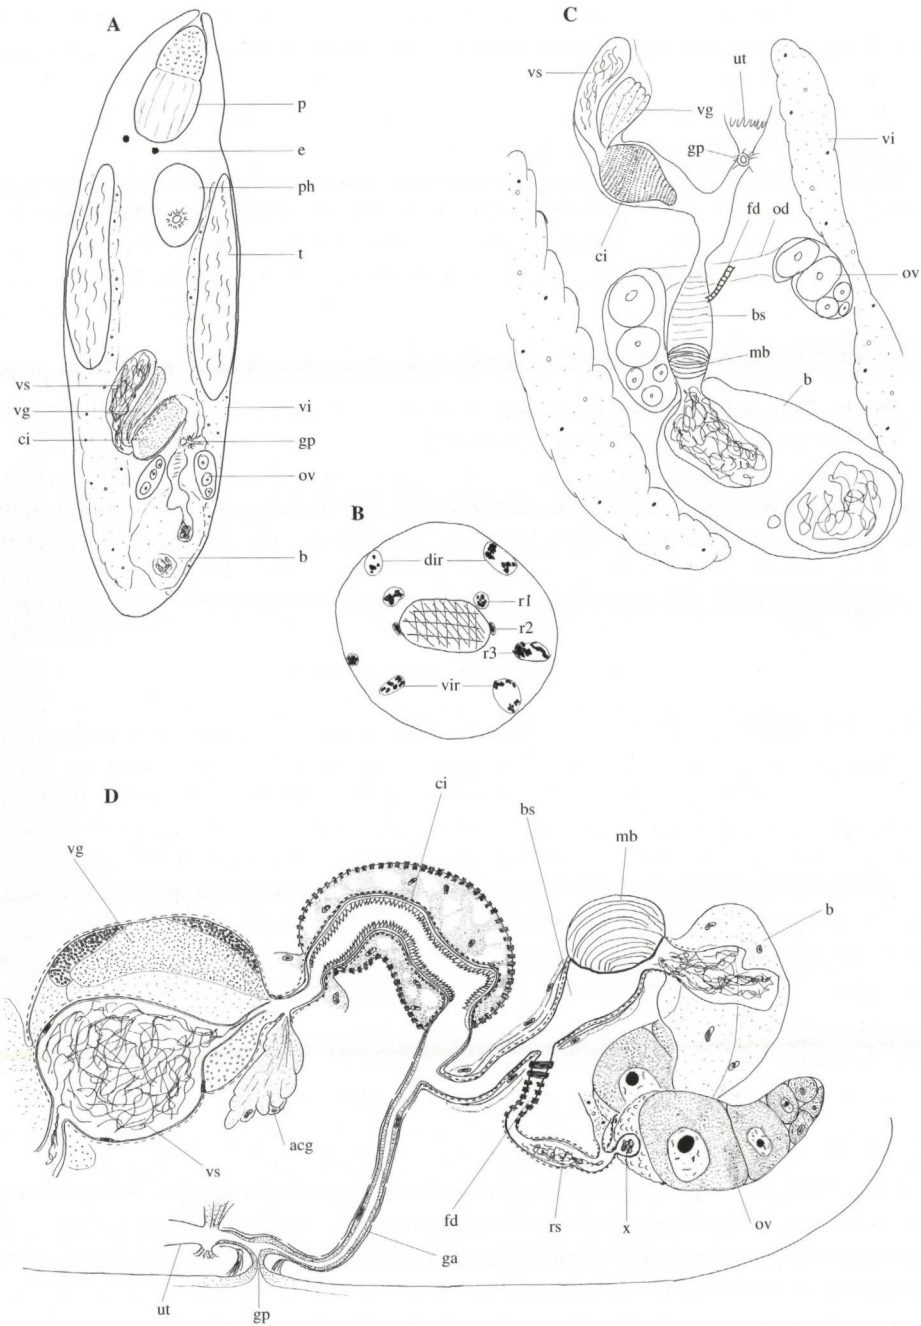 A
p
e
ph
t
vs
vg
ci
vi
gp
ov
b
B
dir
r1
r2
r3
vir
C
vs
vg
ut
gp
vi
fd
od
ci
ov
bs
mb
b
D
vg
ci
bs
mb
b
acg
vs
fd
rs
x
ov
ga
ut
gp